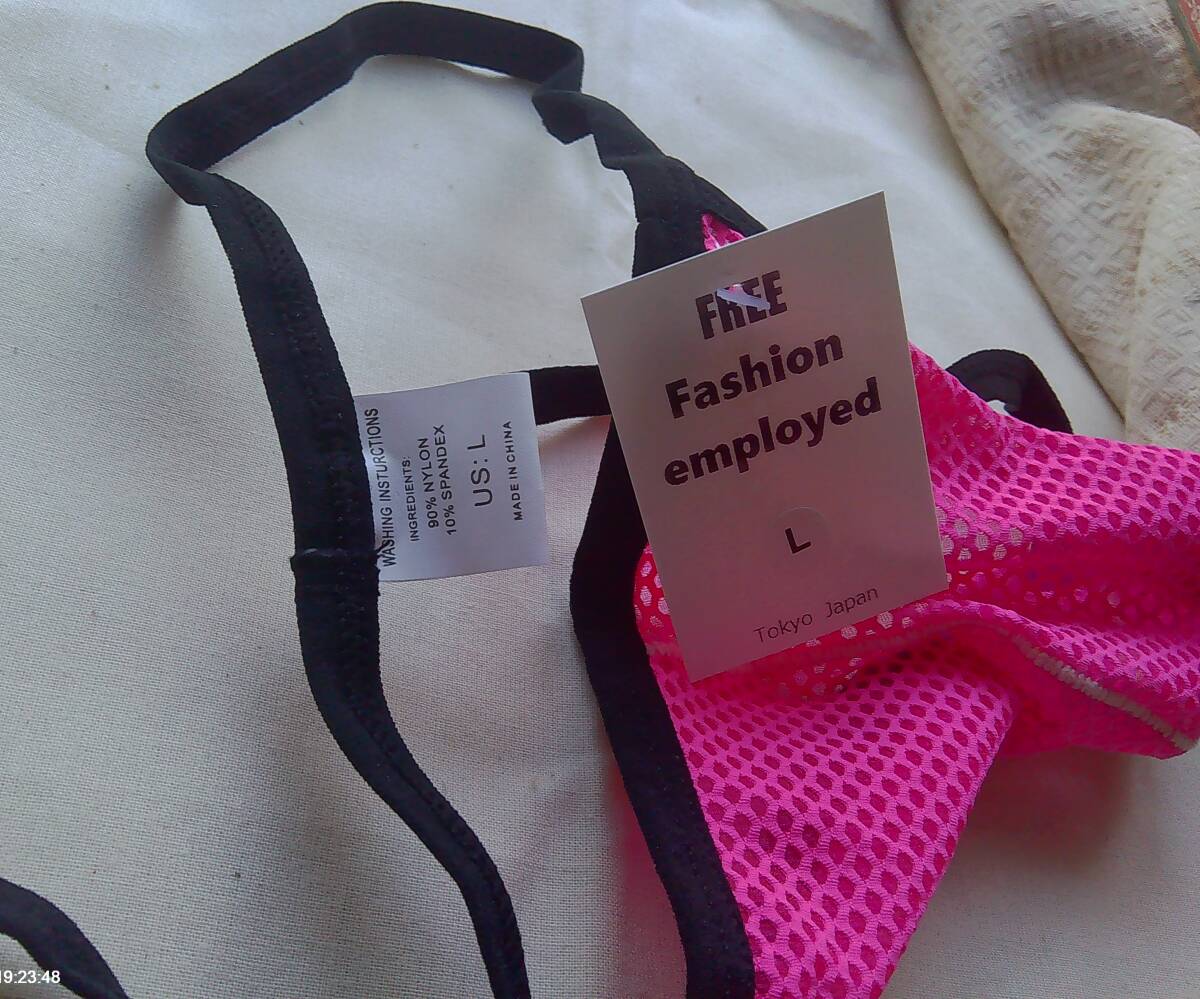 FREE
Fashion
employed
L
Tokyo Japan
WASHING INSTURCTIONS
INGREDIENTS:
90% NYLON
10% SPANDEX
US: L
MADE IN CHINA
19:23:48